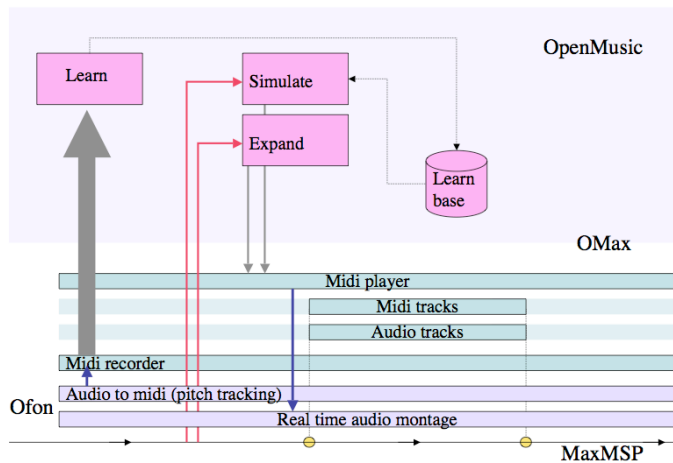 OpenMusic
Learn
Simulate
Expand
Learn
base
OMax
Midi player
Midi tracks
Audio tracks
Midi recorder
Audio to midi (pitch tracking)
Ofon
Real time audio montage
MaxMSP